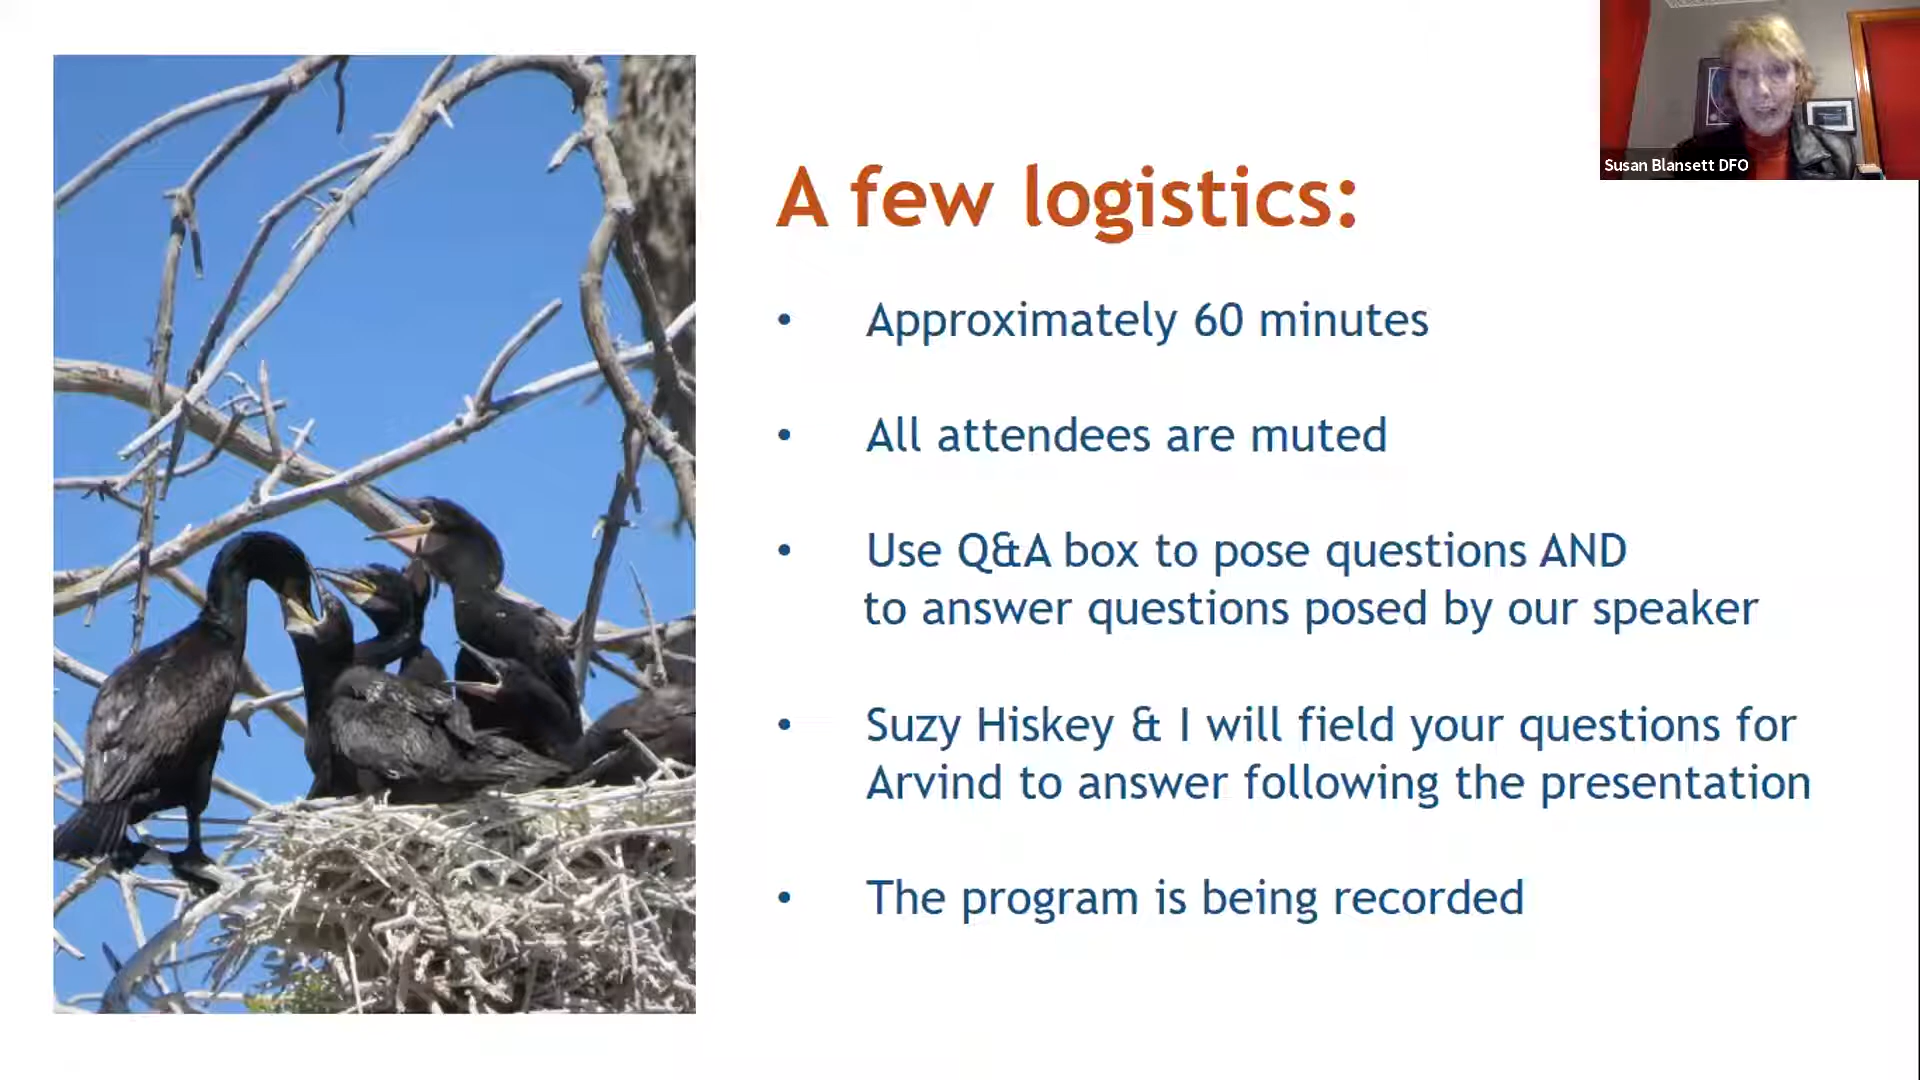 Susan Blansett DFO
A few logistics:
• Approximately 60 minutes
• All attendees are muted
• Use Q&A box to pose questions AND
to answer questions posed by our speaker
• Suzy Hiskey & I will field your questions for
Arvind to answer following the presentation
• The program is being recorded